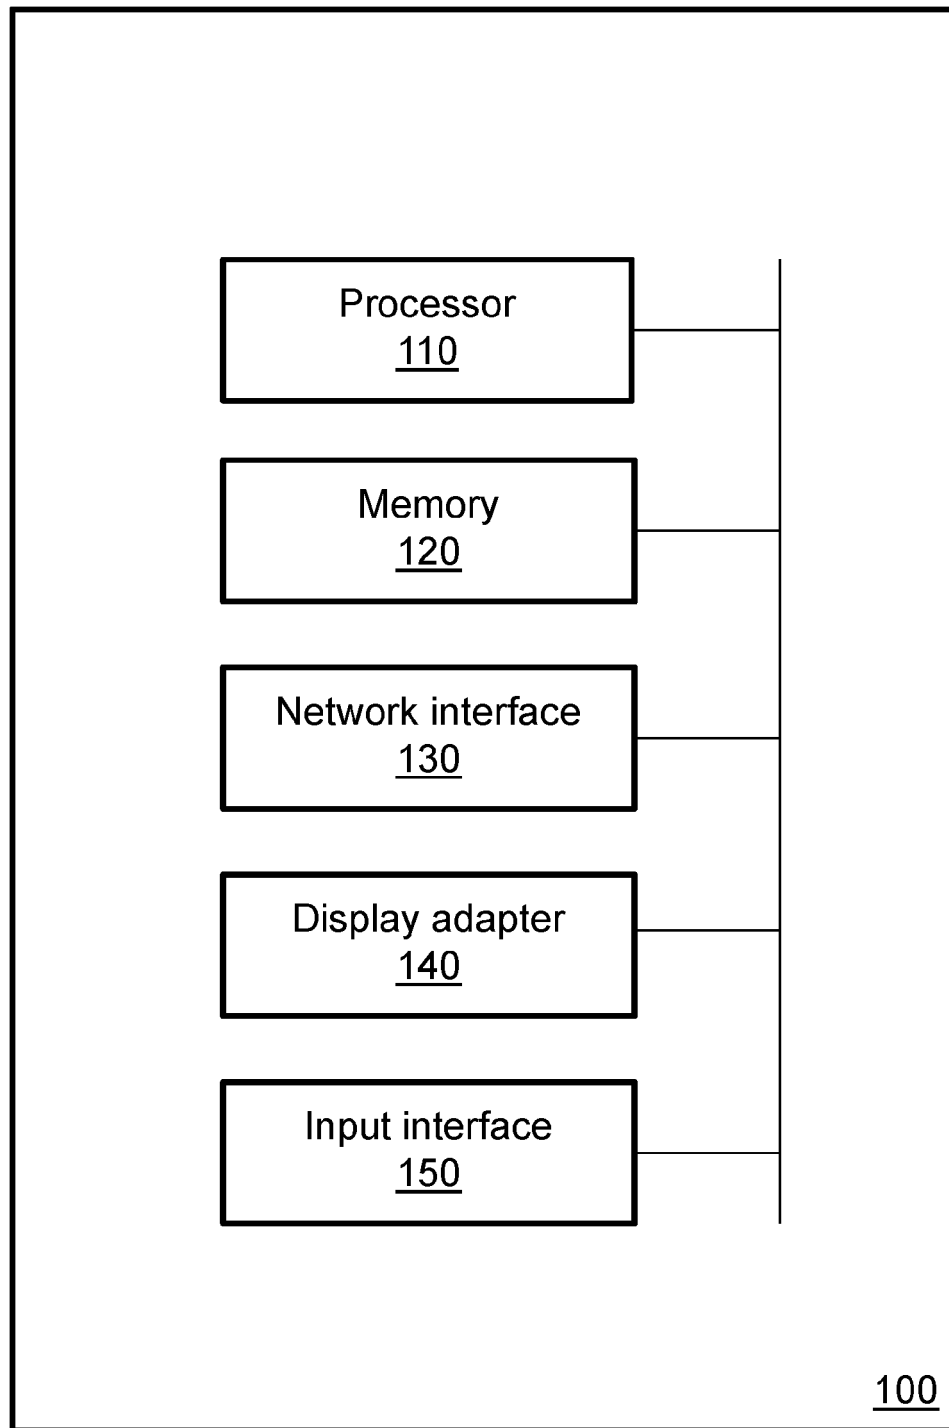 Processor
110
Memory
120
Network interface
130
Display adapter
140
Input interface
150
100